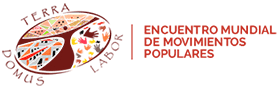 TERRA
DOMUS
LABOR
ENCUENTRO MUNDIAL
DE MOVIMIENTOS
POPULARES